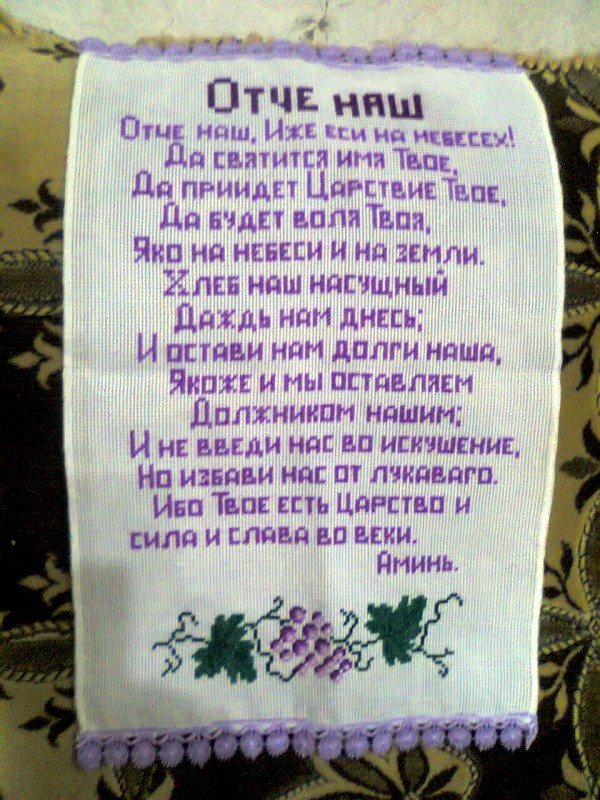 Отче наш
Отче наш, Иже еси на небесех!
Да святится имя Твое,
Да приидет Царствие Твое,
Да будет воля Твоя,
Яко на небеси и на земли.
Хлеб наш насущный
Даждь нам днесь;
И остави нам долги наша,
Якоже и мы оставляем
Должником нашим;
И не введи нас во искушение,
Но избави нас от лукаваго.
Ибо Твое есть Царство и
сила и слава во веки.
Аминь.